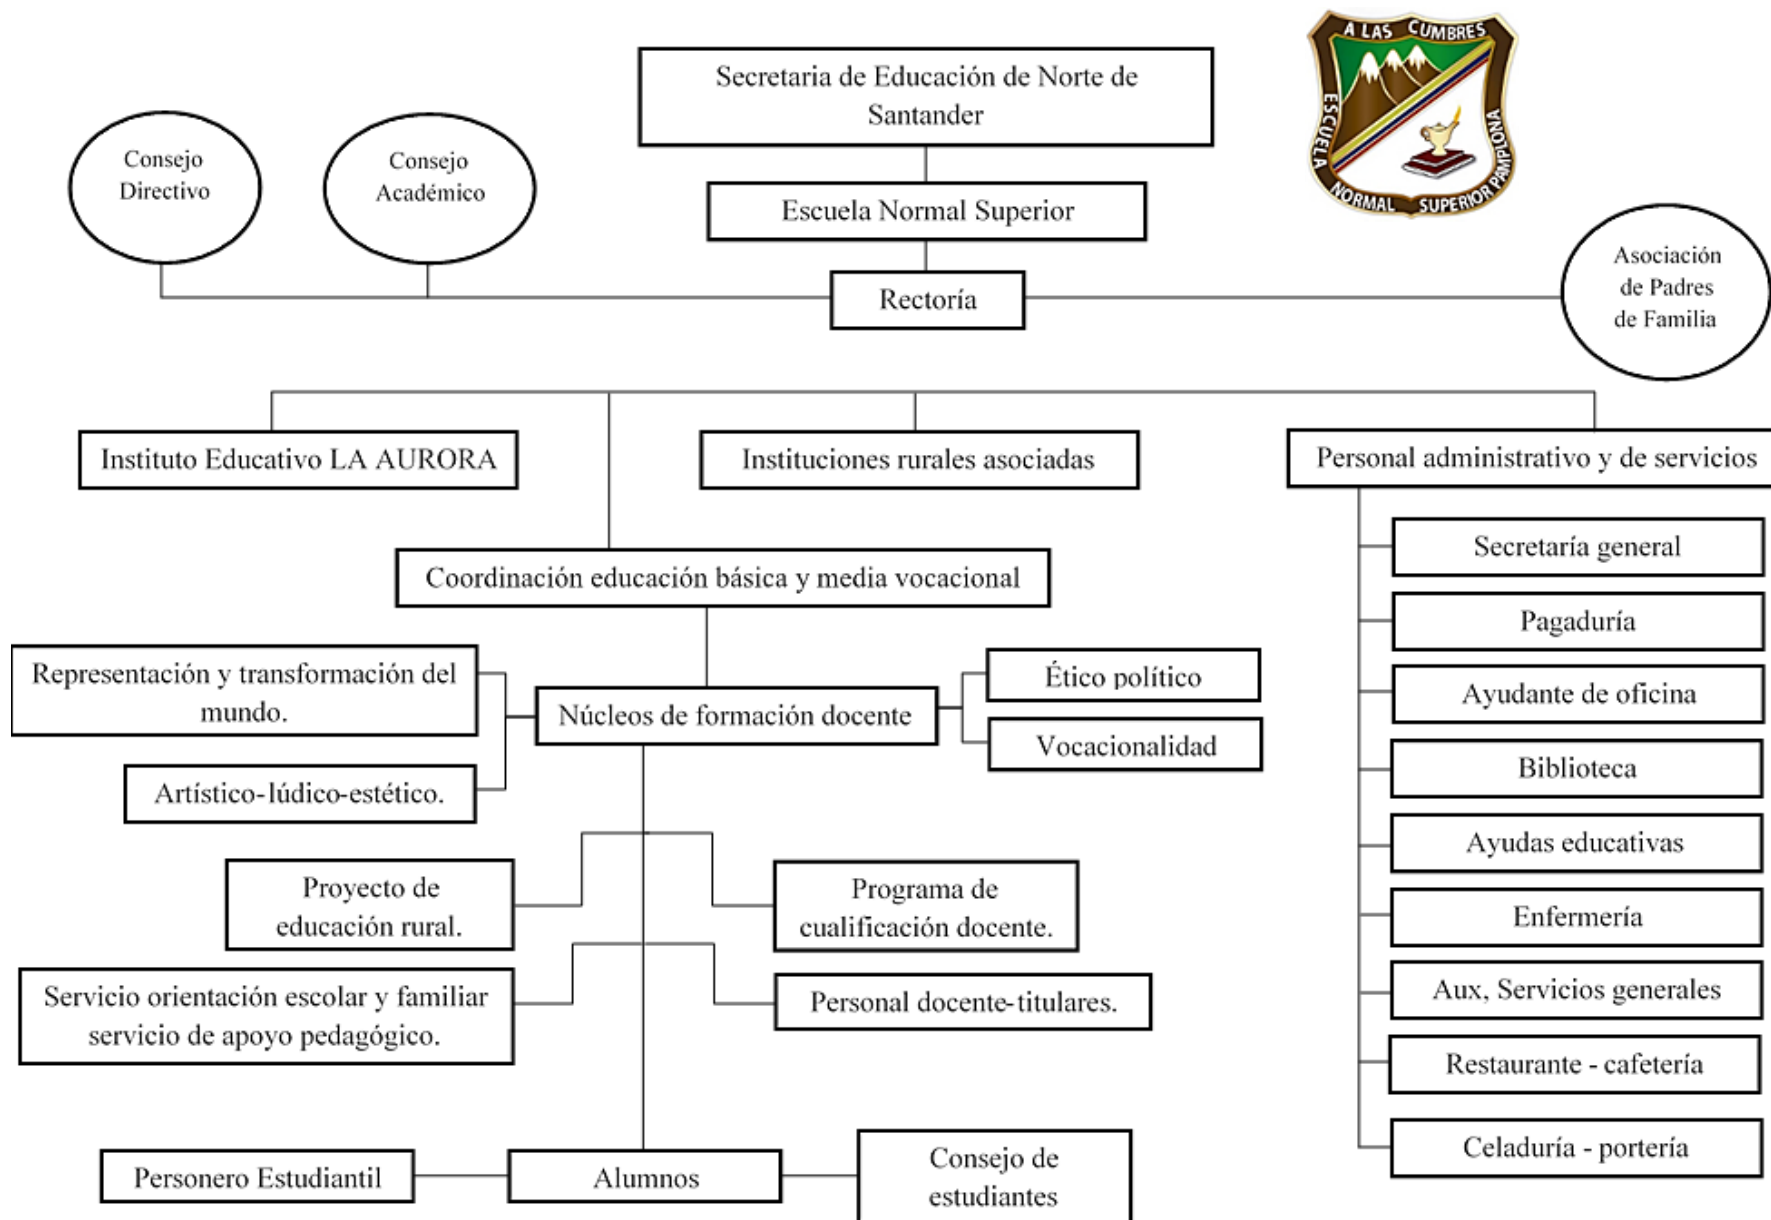 A LAS CUMBRES
ESCUELA
NORMAL SUPERIOR PAMPLONA
Secretaria de Educación de Norte de
Santander
Consejo
Directivo
Consejo
Académico
Escuela Normal Superior
Rectoría
Asociación
de Padres
de Familia
Instituto Educativo LA AURORA
Instituciones rurales asociadas
Personal administrativo y de servicios
Coordinación educación básica y media vocacional
Representación y transformación del
mundo.
Artístico-lúdico-estético.
Núcleos de formación docente
Ético político
Vocacionalidad
Proyecto de
educación rural.
Programa de
cualificación docente.
Servicio orientación escolar y familiar
servicio de apoyo pedagógico.
Personal docente-titulares.
Personero Estudiantil
Alumnos
Consejo de
estudiantes
Secretaría general
Pagaduría
Ayudante de oficina
Biblioteca
Ayudas educativas
Enfermería
Aux, Servicios generales
Restaurante - cafetería
Celaduría - portería